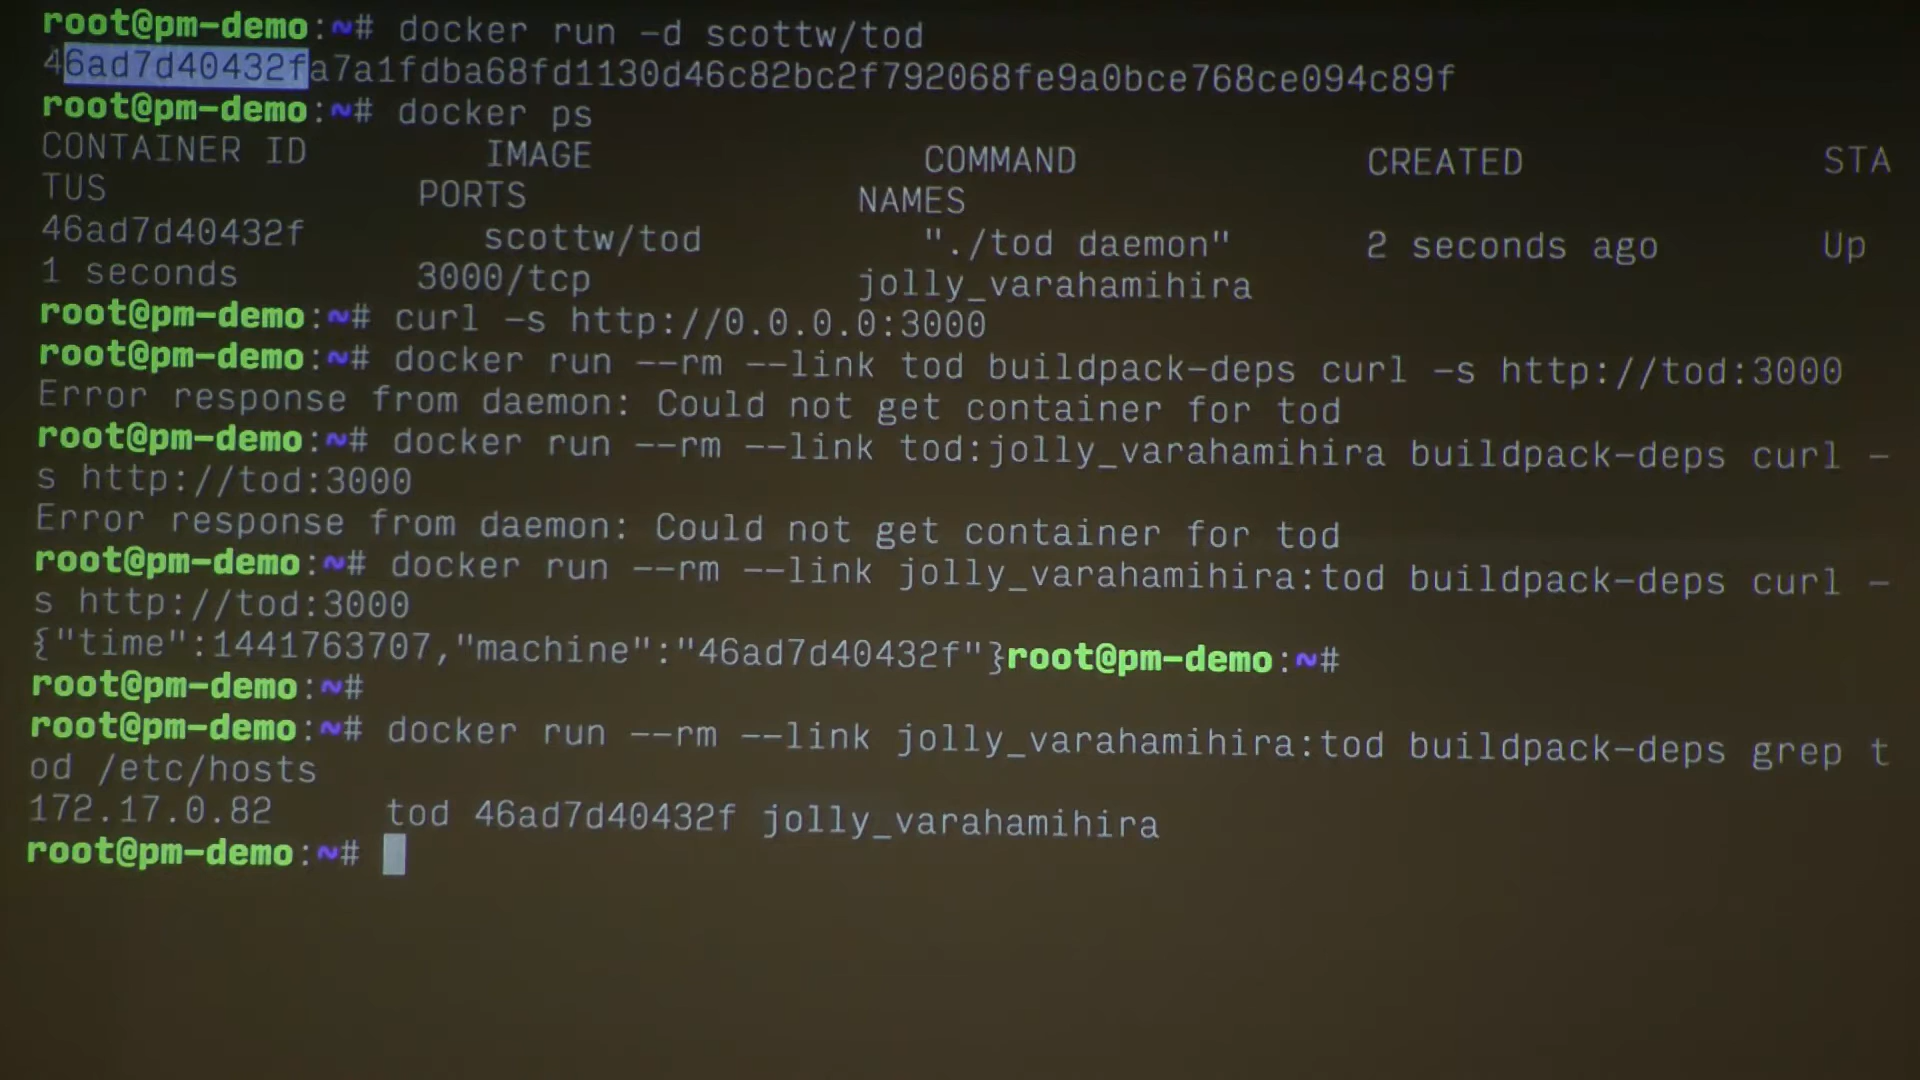 root@pm-demo:~# docker run -d scottw/tod
46ad7d40432fa7a1fdba68fd1130d46c82bc2f792068fe9a0bce768ce094c89f
root@pm-demo:~# docker ps
CONTAINER ID IMAGE COMMAND CREATED STA
TUS PORTS NAMES
46ad7d40432f scottw/tod "./tod daemon" 2 seconds ago Up
1 seconds 3000/tcp jolly_varahamihira
root@pm-demo:~# curl -s http://0.0.0.0:3000
root@pm-demo:~# docker run --rm --link tod buildpack-deps curl -s http://tod:3000
Error response from daemon: Could not get container for tod
root@pm-demo:~# docker run --rm --link tod:jolly_varahamihira buildpack-deps curl -
s http://tod:3000
Error response from daemon: Could not get container for tod
root@pm-demo:~# docker run --rm --link jolly_varahamihira:tod buildpack-deps curl -
s http://tod:3000
{"time":1441763707,"machine":"46ad7d40432f"}root@pm-demo:~#
root@pm-demo:~#
root@pm-demo:~# docker run --rm --link jolly_varahamihira:tod buildpack-deps grep t
od /etc/hosts
172.17.0.82 tod 46ad7d40432f jolly_varahamihira
root@pm-demo:~#